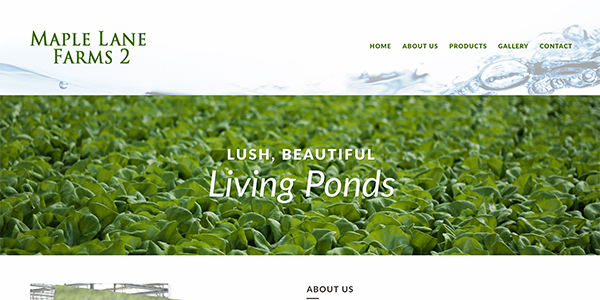 MAPLE LANE
FARMS 2
HOME ABOUT US PRODUCTS GALLERY CONTACT
LUSH, BEAUTIFUL
Living Ponds
ABOUT US